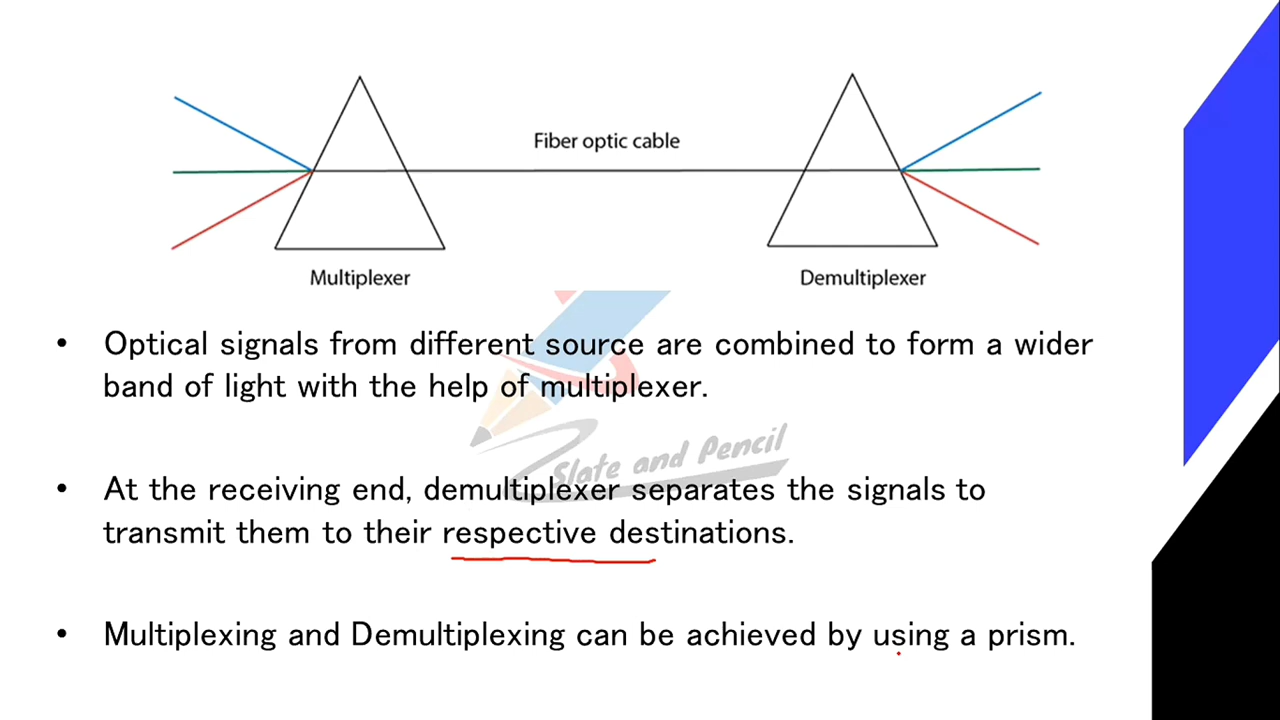 Fiber optic cable
Multiplexer
Demultiplexer
• Optical signals from different source are combined to form a wider
band of light with the help of multiplexer.
Slate and Pencil
• At the receiving end, demultiplexer separates the signals to
transmit them to their respective destinations.
• Multiplexing and Demultiplexing can be achieved by using a prism.